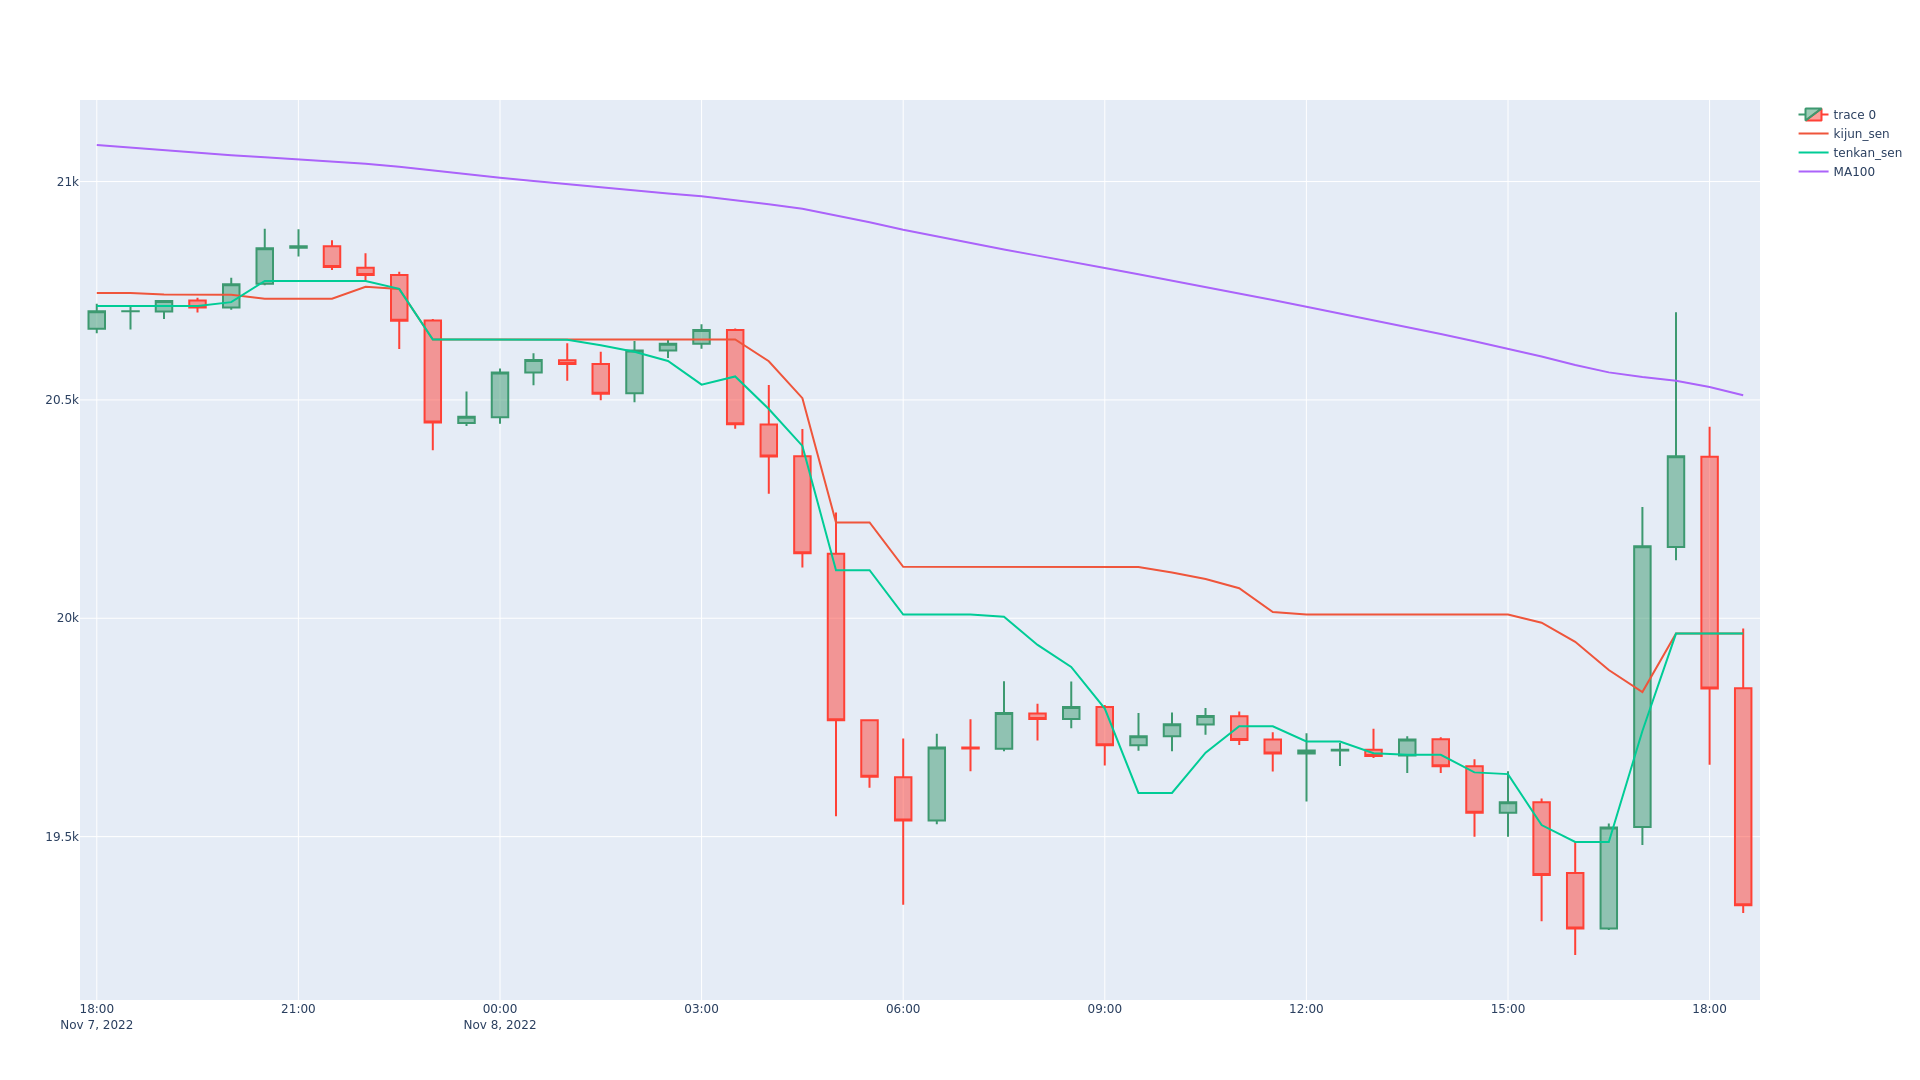 trace 0
kijun_sen
tenkan_sen
MA100
21k
20.5k
20k
19.5k
18:00 21:00 00:00 03:00 06:00 09:00 12:00 15:00 18:00
Nov 7, 2022 Nov 8, 2022